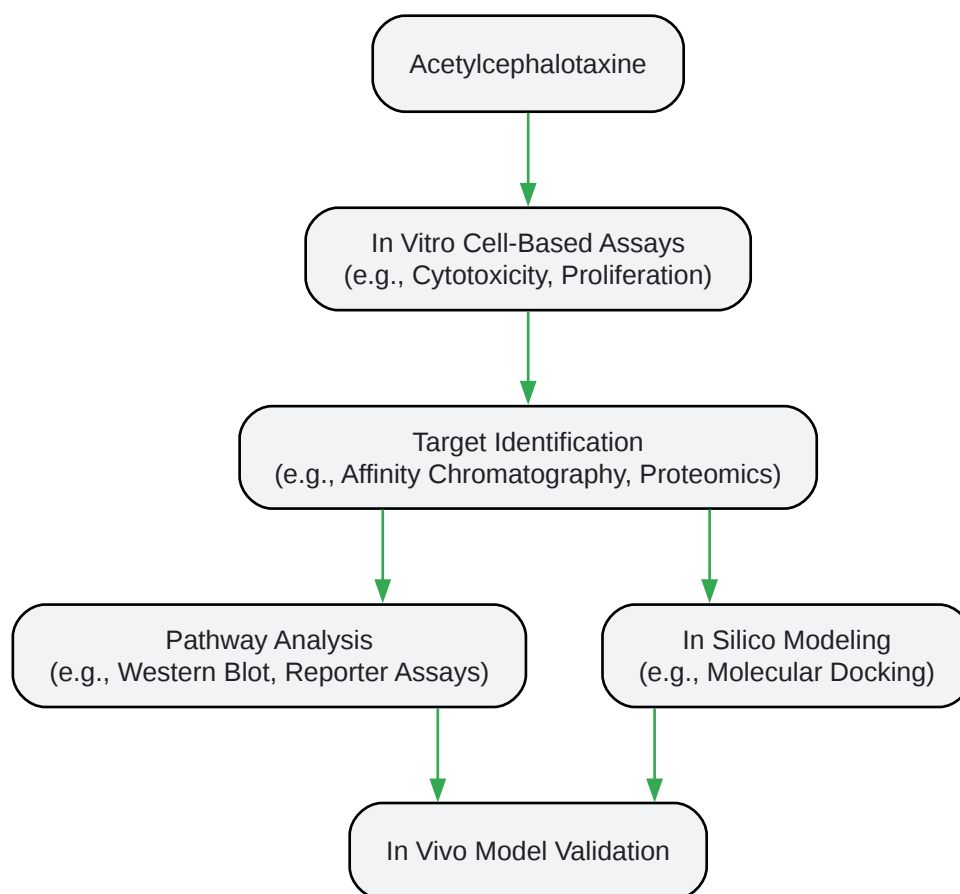 Acetylcephalotaxine
In Vitro Cell-Based Assays
(e.g., Cytotoxicity, Proliferation)
Target Identification
(e.g., Affinity Chromatography, Proteomics)
Pathway Analysis
(e.g., Western Blot, Reporter Assays)
In Silico Modeling
(e.g., Molecular Docking)
In Vivo Model Validation